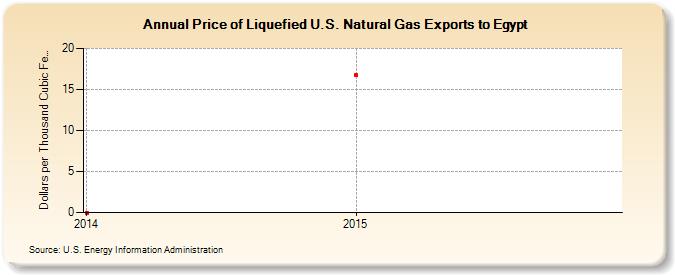 Annual Price of Liquefied U.S. Natural Gas Exports to Egypt
Dollars per Thousand Cubic Fe...
20
15
10
5
0
2014
2015
Source: U.S. Energy Information Administration